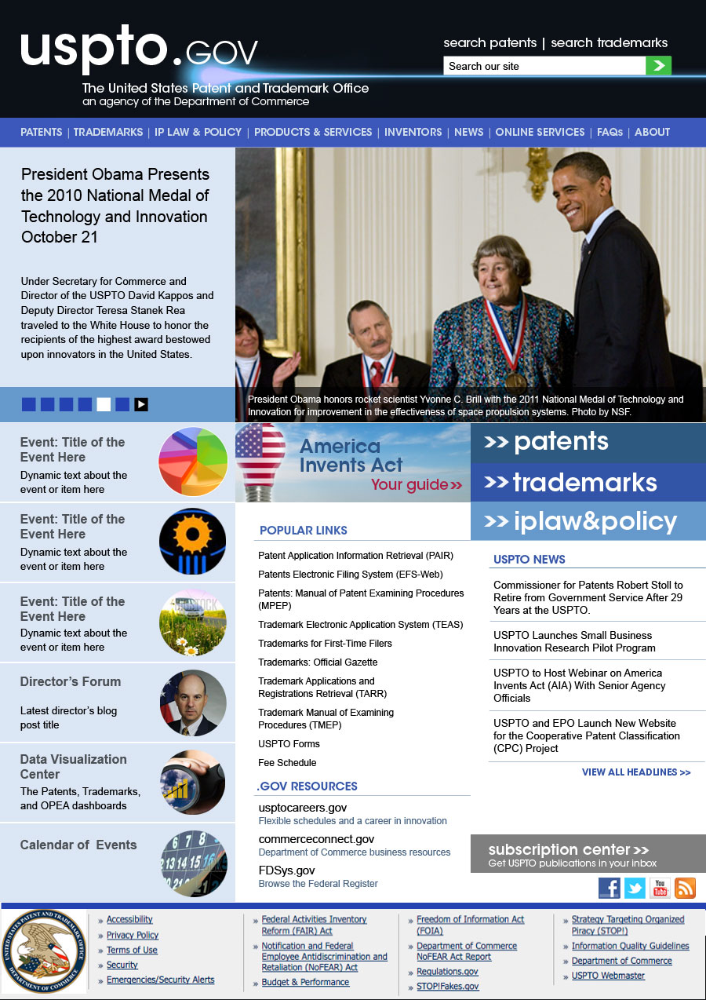 uspto.GOV
search patents | search trademarks
Search our site
The United States Patent and Trademark Office
an agency of the Department of Commerce
PATENTS | TRADEMARKS | IP LAW & POLICY | PRODUCTS & SERVICES | INVENTORS | NEWS | ONLINE SERVICES | FAQs | ABOUT
President Obama Presents
the 2010 National Medal of
Technology and Innovation
October 21
Under Secretary for Commerce and
Director of the USPTO David Kappos and
Deputy Director Teresa Stanek Rea
traveled to the White House to honor the
recipients of the highest award bestowed
upon innovators in the United States.
President Obama honors rocket scientist Yvonne C. Brill with the 2011 National Medal of Technology and
Innovation for improvement in the effectiveness of space propulsion systems. Photo by NSF.
Event: Title of the
Event Here
Dynamic text about the
event or item here
Event: Title of the
Event Here
Dynamic text about the
event or item here
Event: Title of the
Event Here
Dynamic text about the
event or item here
Director's Forum
Latest director's blog
post title
Data Visualization
Center
The Patents, Trademarks,
and OPEA dashboards
Calendar of Events
6 7 8
13 14 15
20 21
America
Invents Act
Your guide >>
POPULAR LINKS
Patent Application Information Retrieval (PAIR)
Patents Electronic Filing System (EFS-Web)
Patents: Manual of Patent Examining Procedures
(MPEP)
Trademark Electronic Application System (TEAS)
Trademarks for First-Time Filers
Trademarks: Official Gazette
Trademark Applications and
Registrations Retrieval (TARR)
Trademark Manual of Examining
Procedures (TMEP)
USPTO Forms
Fee Schedule
.GOV RESOURCES
usptocareers.gov
Flexible schedules and a career in innovation
commerceconnect.gov
Department of Commerce business resources
FDSys.gov
Browse the Federal Register
>> patents
>> trademarks
>> iplaw&policy
USPTO NEWS
Commissioner for Patents Robert Stoll to
Retire from Government Service After 29
Years at the USPTO.
USPTO Launches Small Business
Innovation Research Pilot Program
USPTO to Host Webinar on America
Invents Act (AIA) With Senior Agency
Officials
USPTO and EPO Launch New Website
for the Cooperative Patent Classification
(CPC) Project
VIEW ALL HEADLINES >>
subscription center >>
Get USPTO publications in your inbox
You
Tube
UNITED STATES PATENT AND TRADEMARK OFFICE
DEPARTMENT OF COMMERCE
» Accessibility
» Privacy Policy
» Terms of Use
» Security
» Emergencies/Security Alerts
» Federal Activities Inventory
Reform (FAIR) Act
» Notification and Federal
Employee Antidiscrimination and
Retaliation (NoFEAR) Act
» Budget & Performance
» Freedom of Information Act
(FOIA)
» Department of Commerce
NoFEAR Act Report
» Regulations.gov
» STOP!Fakes.gov
» Strategy Targeting Organized
Piracy (STOP!)
» Information Quality Guidelines
» Department of Commerce
» USPTO Webmaster